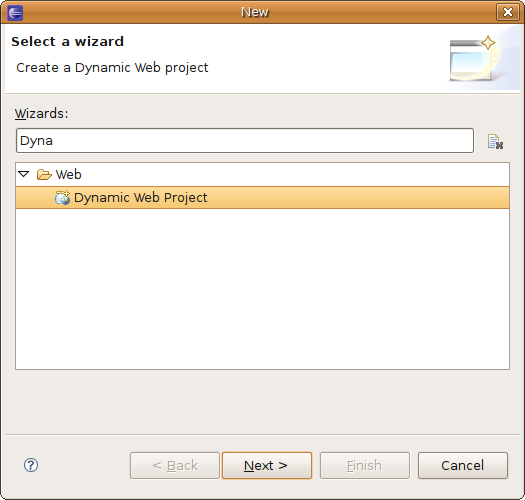 New
Select a wizard
Create a Dynamic Web project
Wizards:
Dyna
Web
Dynamic Web Project
< Back
Next >
Finish
Cancel